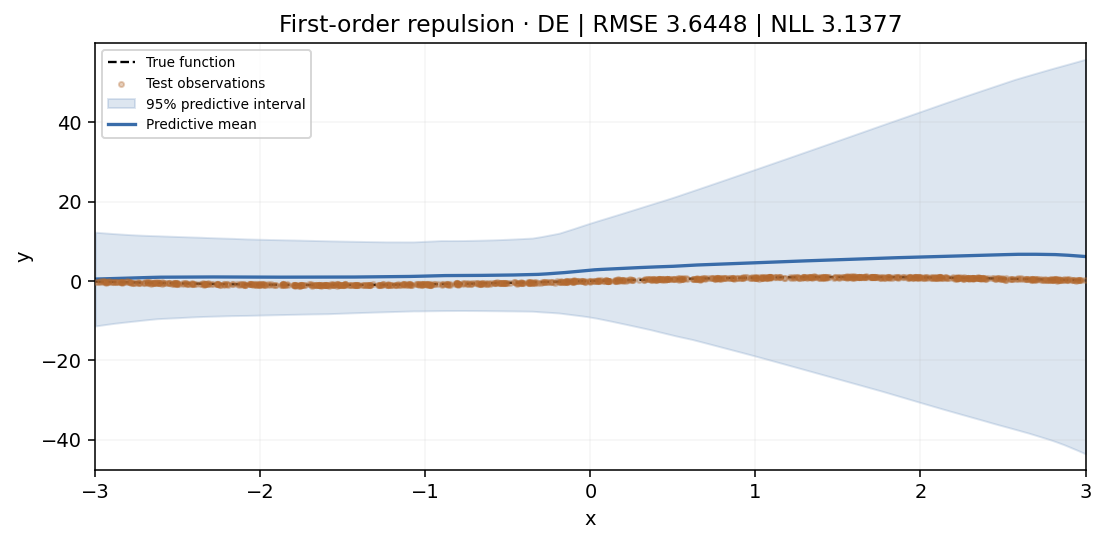 First-order repulsion · DE | RMSE 3.6448 | NLL 3.1377
True function
Test observations
95% predictive interval
Predictive mean
y
40
20
0
−20
−40
−3 −2 −1 0 1 2 3
x